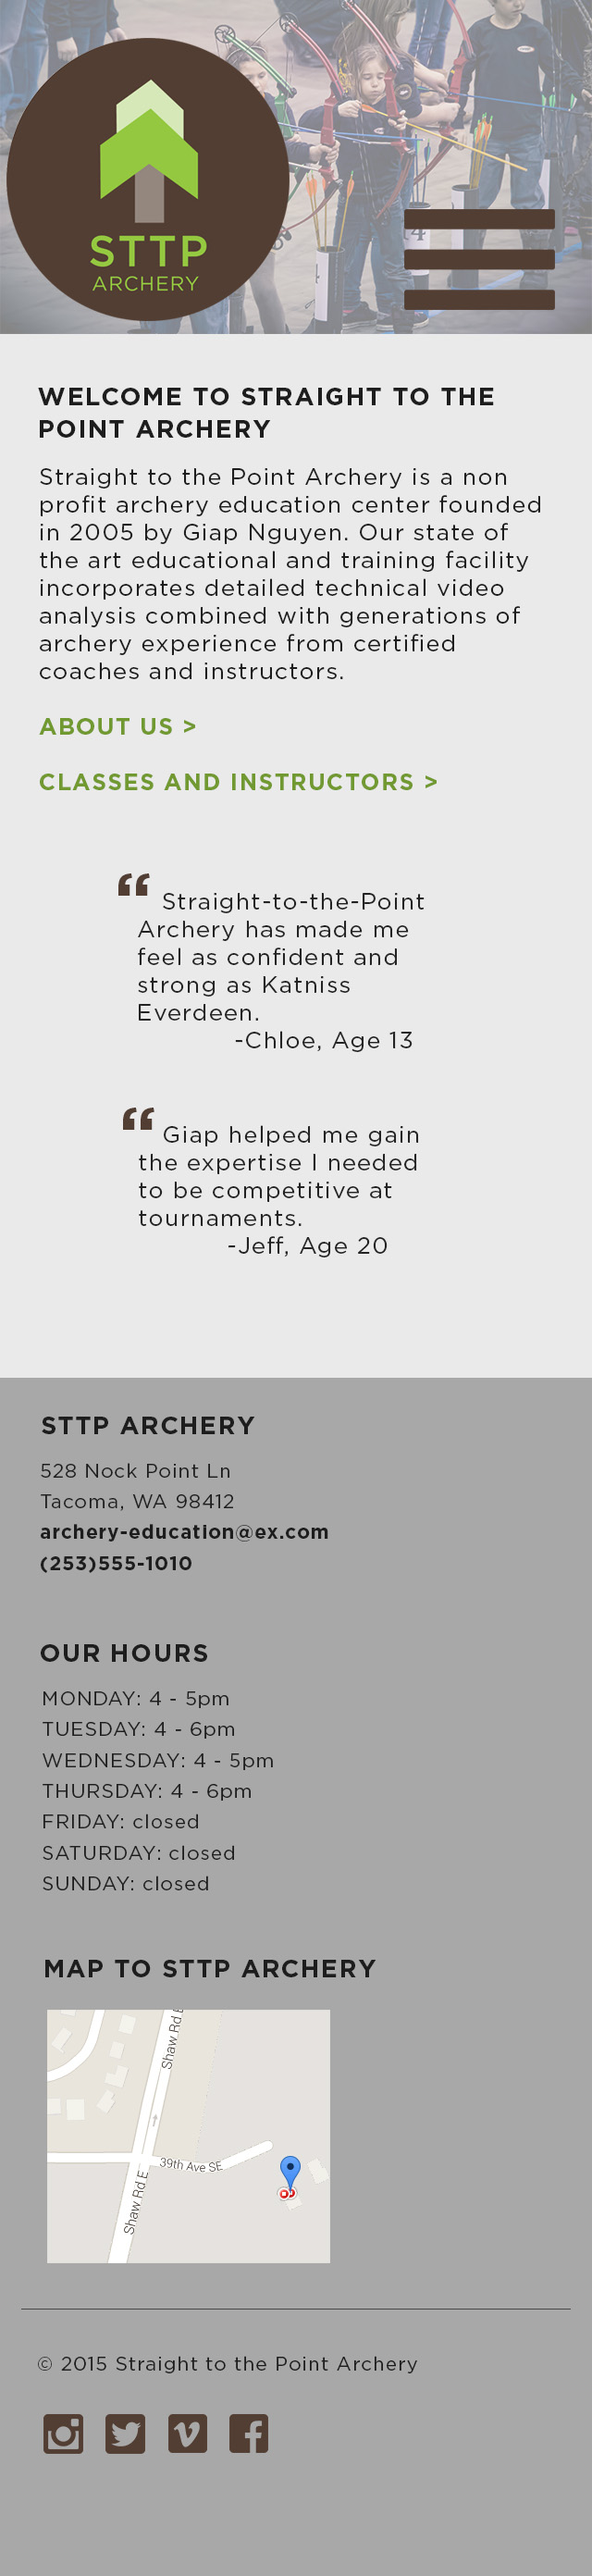 STTP
ARCHERY
4
WELCOME TO STRAIGHT TO THE
POINT ARCHERY
Straight to the Point Archery is a non
profit archery education center founded
in 2005 by Giap Nguyen. Our state of
the art educational and training facility
incorporates detailed technical video
analysis combined with generations of
archery experience from certified
coaches and instructors.
ABOUT US >
CLASSES AND INSTRUCTORS >
“ Straight-to-the-Point
Archery has made me
feel as confident and
strong as Katniss
Everdeen.
-Chloe, Age 13
“ Giap helped me gain
the expertise I needed
to be competitive at
tournaments.
-Jeff, Age 20
STTP ARCHERY
528 Nock Point Ln
Tacoma, WA 98412
archery-education@ex.com
(253)555-1010
OUR HOURS
MONDAY: 4 - 5pm
TUESDAY: 4 - 6pm
WEDNESDAY: 4 - 5pm
THURSDAY: 4 - 6pm
FRIDAY: closed
SATURDAY: closed
SUNDAY: closed
MAP TO STTP ARCHERY
Shaw Rd E
39th Ave SE
Shaw Rd E
© 2015 Straight to the Point Archery